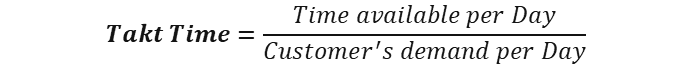 Takt Time = Time available per Day / Customer's demand per Day